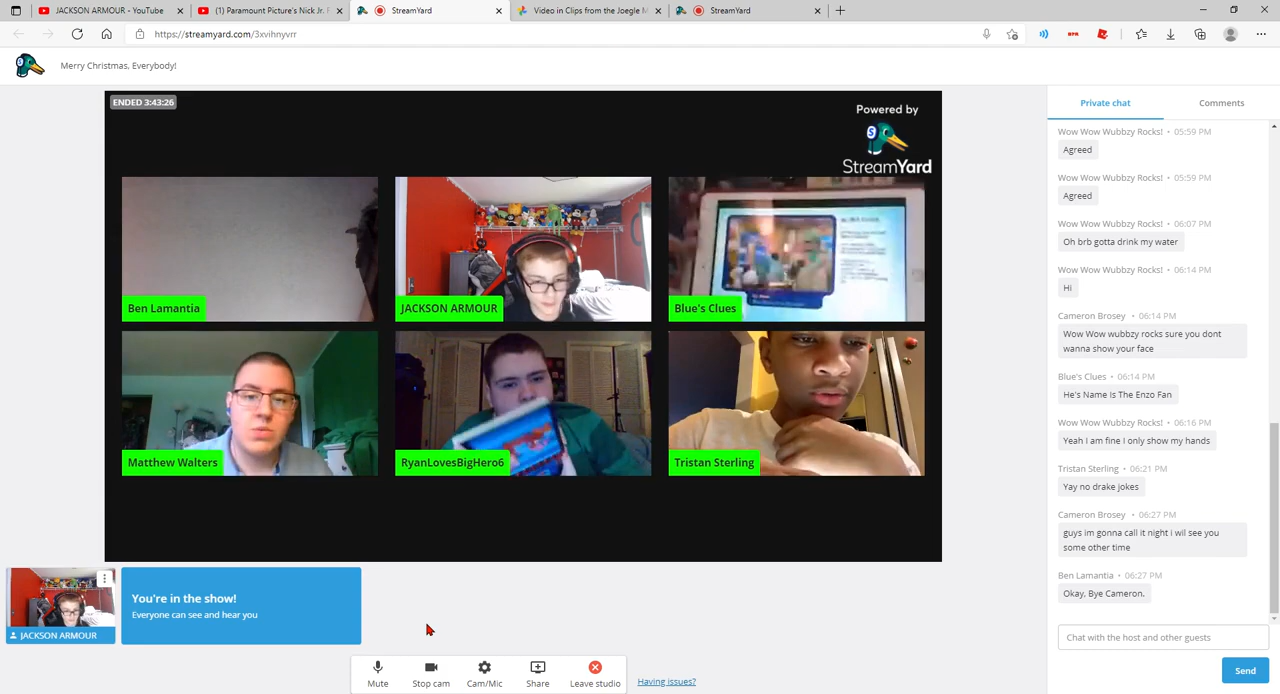 JACKSON ARMOUR - YouTube
(1) Paramount Picture's Nick Jr. F
StreamYard
Video in Clips from the Joegle M
StreamYard
https://streamyard.com/3xvihnyvrr
Merry Christmas, Everybody!
ENDED 3:43:26
Powered by
StreamYard
Ben Lamantia
JACKSON ARMOUR
Blue's Clues
Matthew Walters
RyanLovesBigHero6
Tristan Sterling
JACKSON ARMOUR
You're in the show!
Everyone can see and hear you
Mute
Stop cam
Cam/Mic
Share
Leave studio
Having issues?
Private chat
Comments
Wow Wow Wubbzy Rocks! • 05:59 PM
Agreed
Wow Wow Wubbzy Rocks! • 05:59 PM
Agreed
Wow Wow Wubbzy Rocks! • 06:07 PM
Oh brb gotta drink my water
Wow Wow Wubbzy Rocks! • 06:14 PM
Hi
Cameron Brosey • 06:14 PM
Wow Wow wubbzy rocks sure you dont
wanna show your face
Blue's Clues • 06:14 PM
He's Name Is The Enzo Fan
Wow Wow Wubbzy Rocks! • 06:16 PM
Yeah I am fine I only show my hands
Tristan Sterling • 06:21 PM
Yay no drake jokes
Cameron Brosey • 06:27 PM
guys im gonna call it night i wil see you
some other time
Ben Lamantia • 06:27 PM
Okay, Bye Cameron.
Chat with the host and other guests
Send